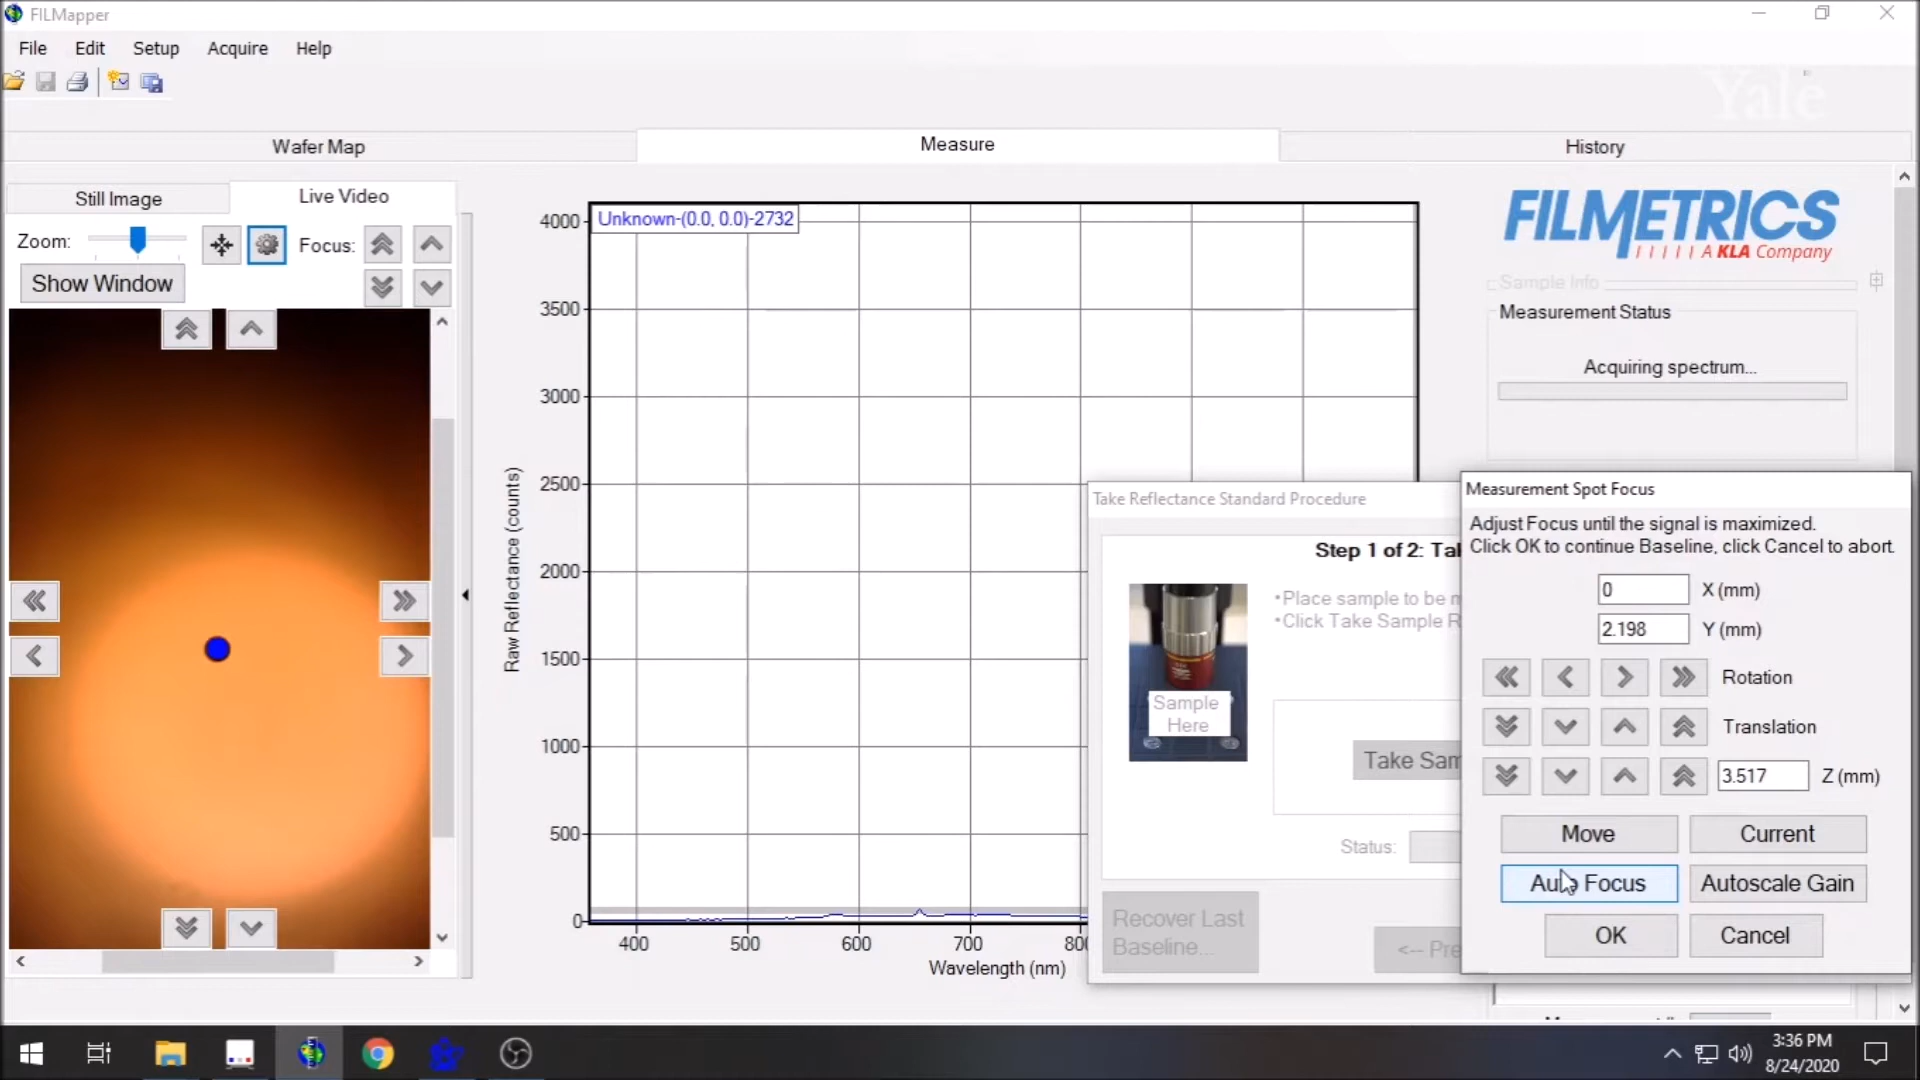 FILMapper
File Edit Setup Acquire Help
Yale
Wafer Map Measure History
Still Image Live Video
Zoom: Focus:
Show Window
Unknown-(0.0, 0.0)-2732
4000
3500
3000
2500
2000
1500
1000
500
0
Raw Reflectance (counts)
400 500 600 700 80
Wavelength (nm)
FILMETRICS
A KLA Company
Sample Info
Measurement Status
Acquiring spectrum...
Take Reflectance Standard Procedure
Step 1 of 2: Ta
•Place sample to be m
•Click Take Sample R
Sample
Here
Take Sam
Status:
Recover Last
Baseline...
<-- Pre
Measurement Spot Focus
Adjust Focus until the signal is maximized.
Click OK to continue Baseline, click Cancel to abort.
0 X (mm)
2.198 Y (mm)
Rotation
Translation
3.517 Z (mm)
Move Current
Auto Focus Autoscale Gain
OK Cancel
3:36 PM
8/24/2020